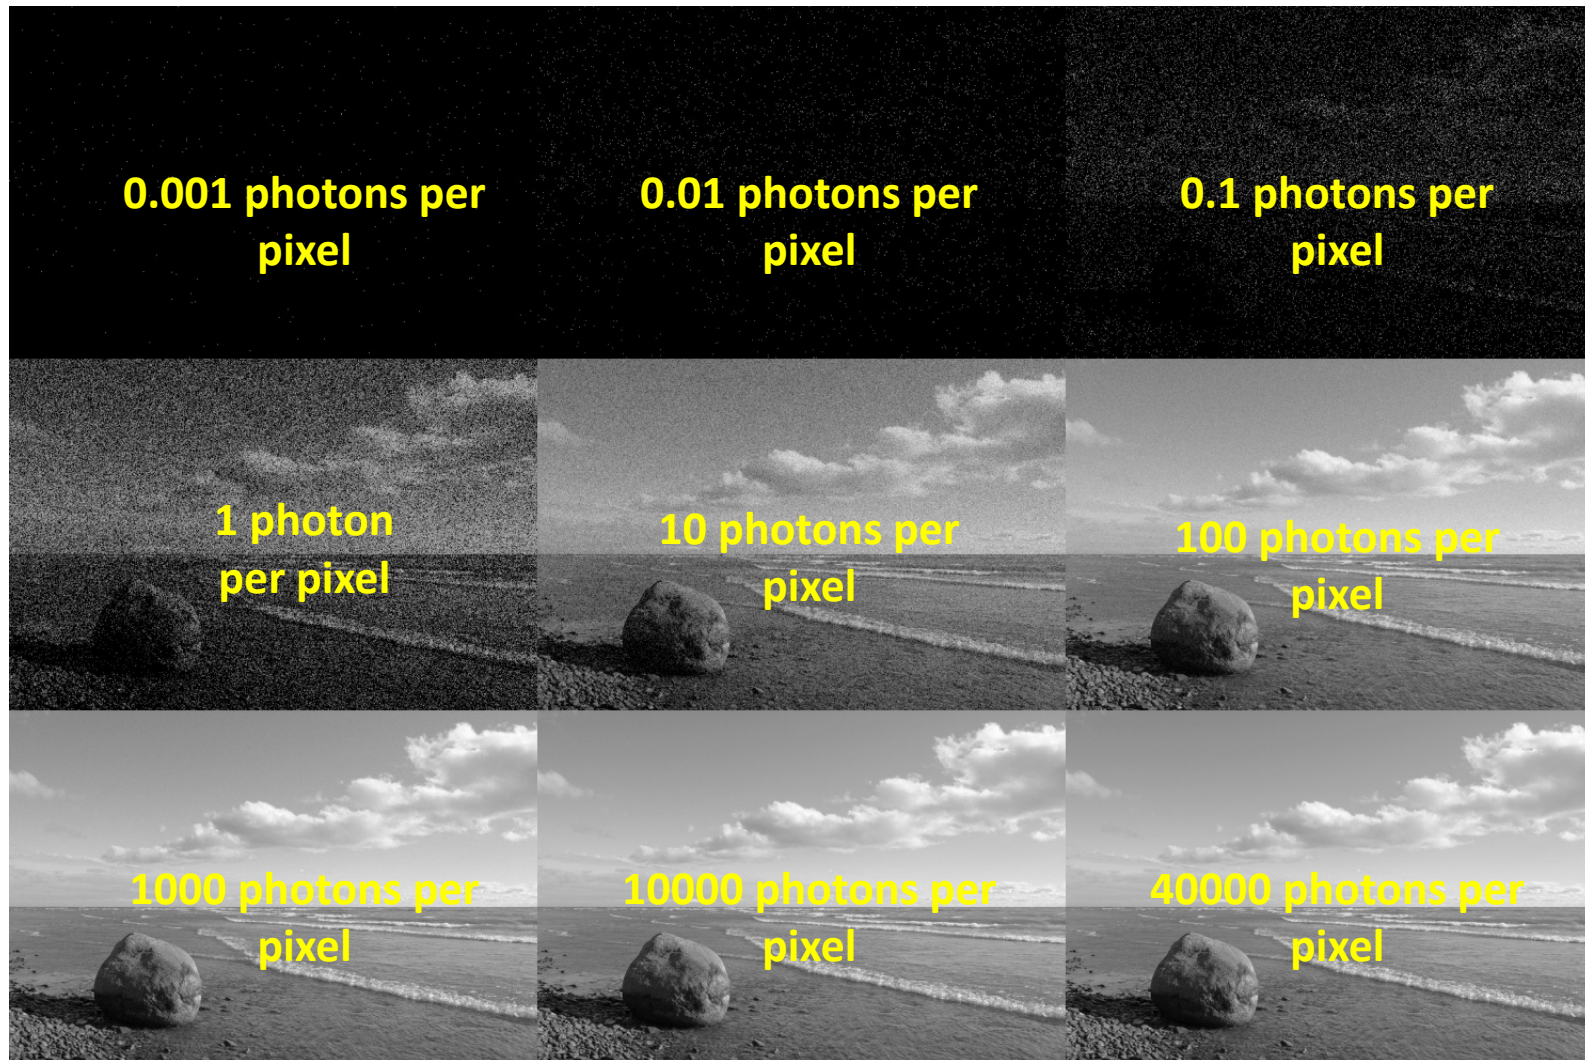 0.001 photons per
pixel
0.01 photons per
pixel
0.1 photons per
pixel
1 photon
per pixel
10 photons per
pixel
100 photons per
pixel
1000 photons per
pixel
10000 photons per
pixel
40000 photons per
pixel